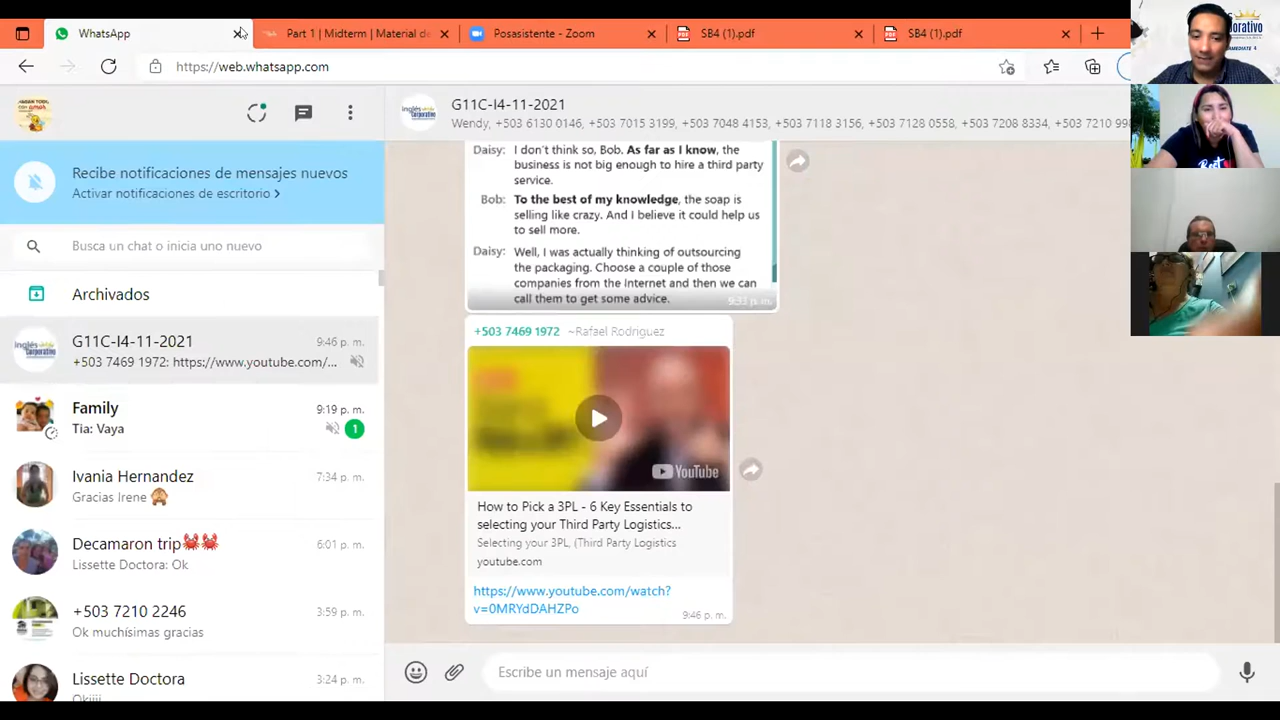 WhatsApp
Part 1 | Midterm | Material de
Posasistente - Zoom
SB4 (1).pdf
SB4 (1).pdf
https://web.whatsapp.com
G11C-I4-11-2021
Wendy, +503 6130 0146, +503 7015 3199, +503 7048 4153, +503 7118 3156, +503 7128 0558, +503 7208 8334, +503 7210 99
Recibe notificaciones de mensajes nuevos
Activar notificaciones de escritorio >
Busca un chat o inicia uno nuevo
Archivados
G11C-I4-11-2021
9:46 p. m.
+503 7469 1972: https://www.youtube.com/...
Family
9:19 p. m.
Tia: Vaya
1
Ivania Hernandez
7:34 p. m.
Gracias Irene
Decamaron trip
6:01 p. m.
Lissette Doctora: Ok
+503 7210 2246
3:59 p. m.
Ok muchísimas gracias
Lissette Doctora
3:24 p. m.
Okiiii
Daisy: I don't think so, Bob. As far as I know, the
business is not big enough to hire a third party
service.
Bob: To the best of my knowledge, the soap is
selling like crazy. And I believe it could help us
to sell more.
Daisy: Well, I was actually thinking of outsourcing
the packaging. Choose a couple of those
companies from the Internet and then we can
call them to get some advice.
9:33 p. m.
+503 7469 1972 ~Rafael Rodriguez
YouTube
How to Pick a 3PL - 6 Key Essentials to
selecting your Third Party Logistics...
Selecting your 3PL, (Third Party Logistics
youtube.com
https://www.youtube.com/watch?
v=0MRYdDAHZPo
9:46 p. m.
Escribe un mensaje aquí